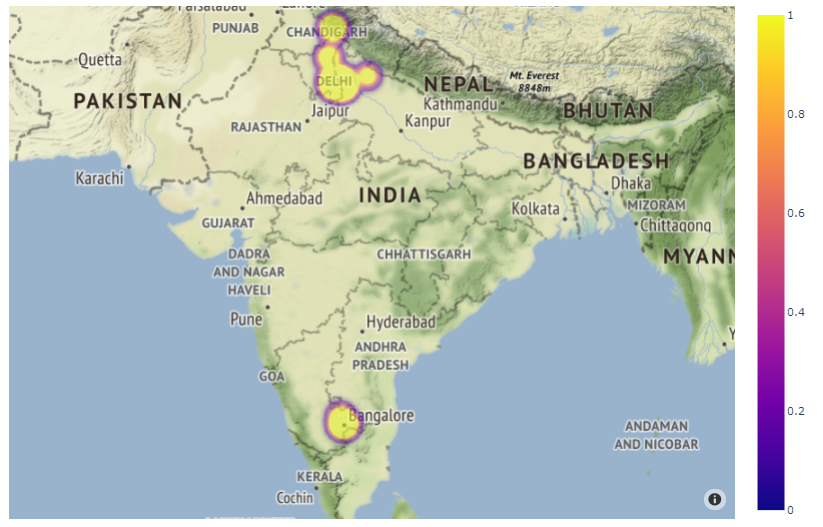 Faisalabad
PUNJAB
CHANDIGARH
Quetta
DELHI
NEPAL
Mt. Everest
8848m
PAKISTAN
Jaipur
Kathmandu
BHUTAN
RAJASTHAN
Kanpur
BANGLADESH
Karachi
Dhaka
INDIA
Ahmedabad
Kolkata
MIZORAM
GUJARAT
Chittagong
DADRA
AND NAGAR
HAVELI
CHHATTISGARH
MYANM
Pune
Hyderabad
ANDHRA
PRADESH
GOA
Bangalore
ANDAMAN
AND NICOBAR
KERALA
Cochin
1
0.8
0.6
0.4
0.2
0